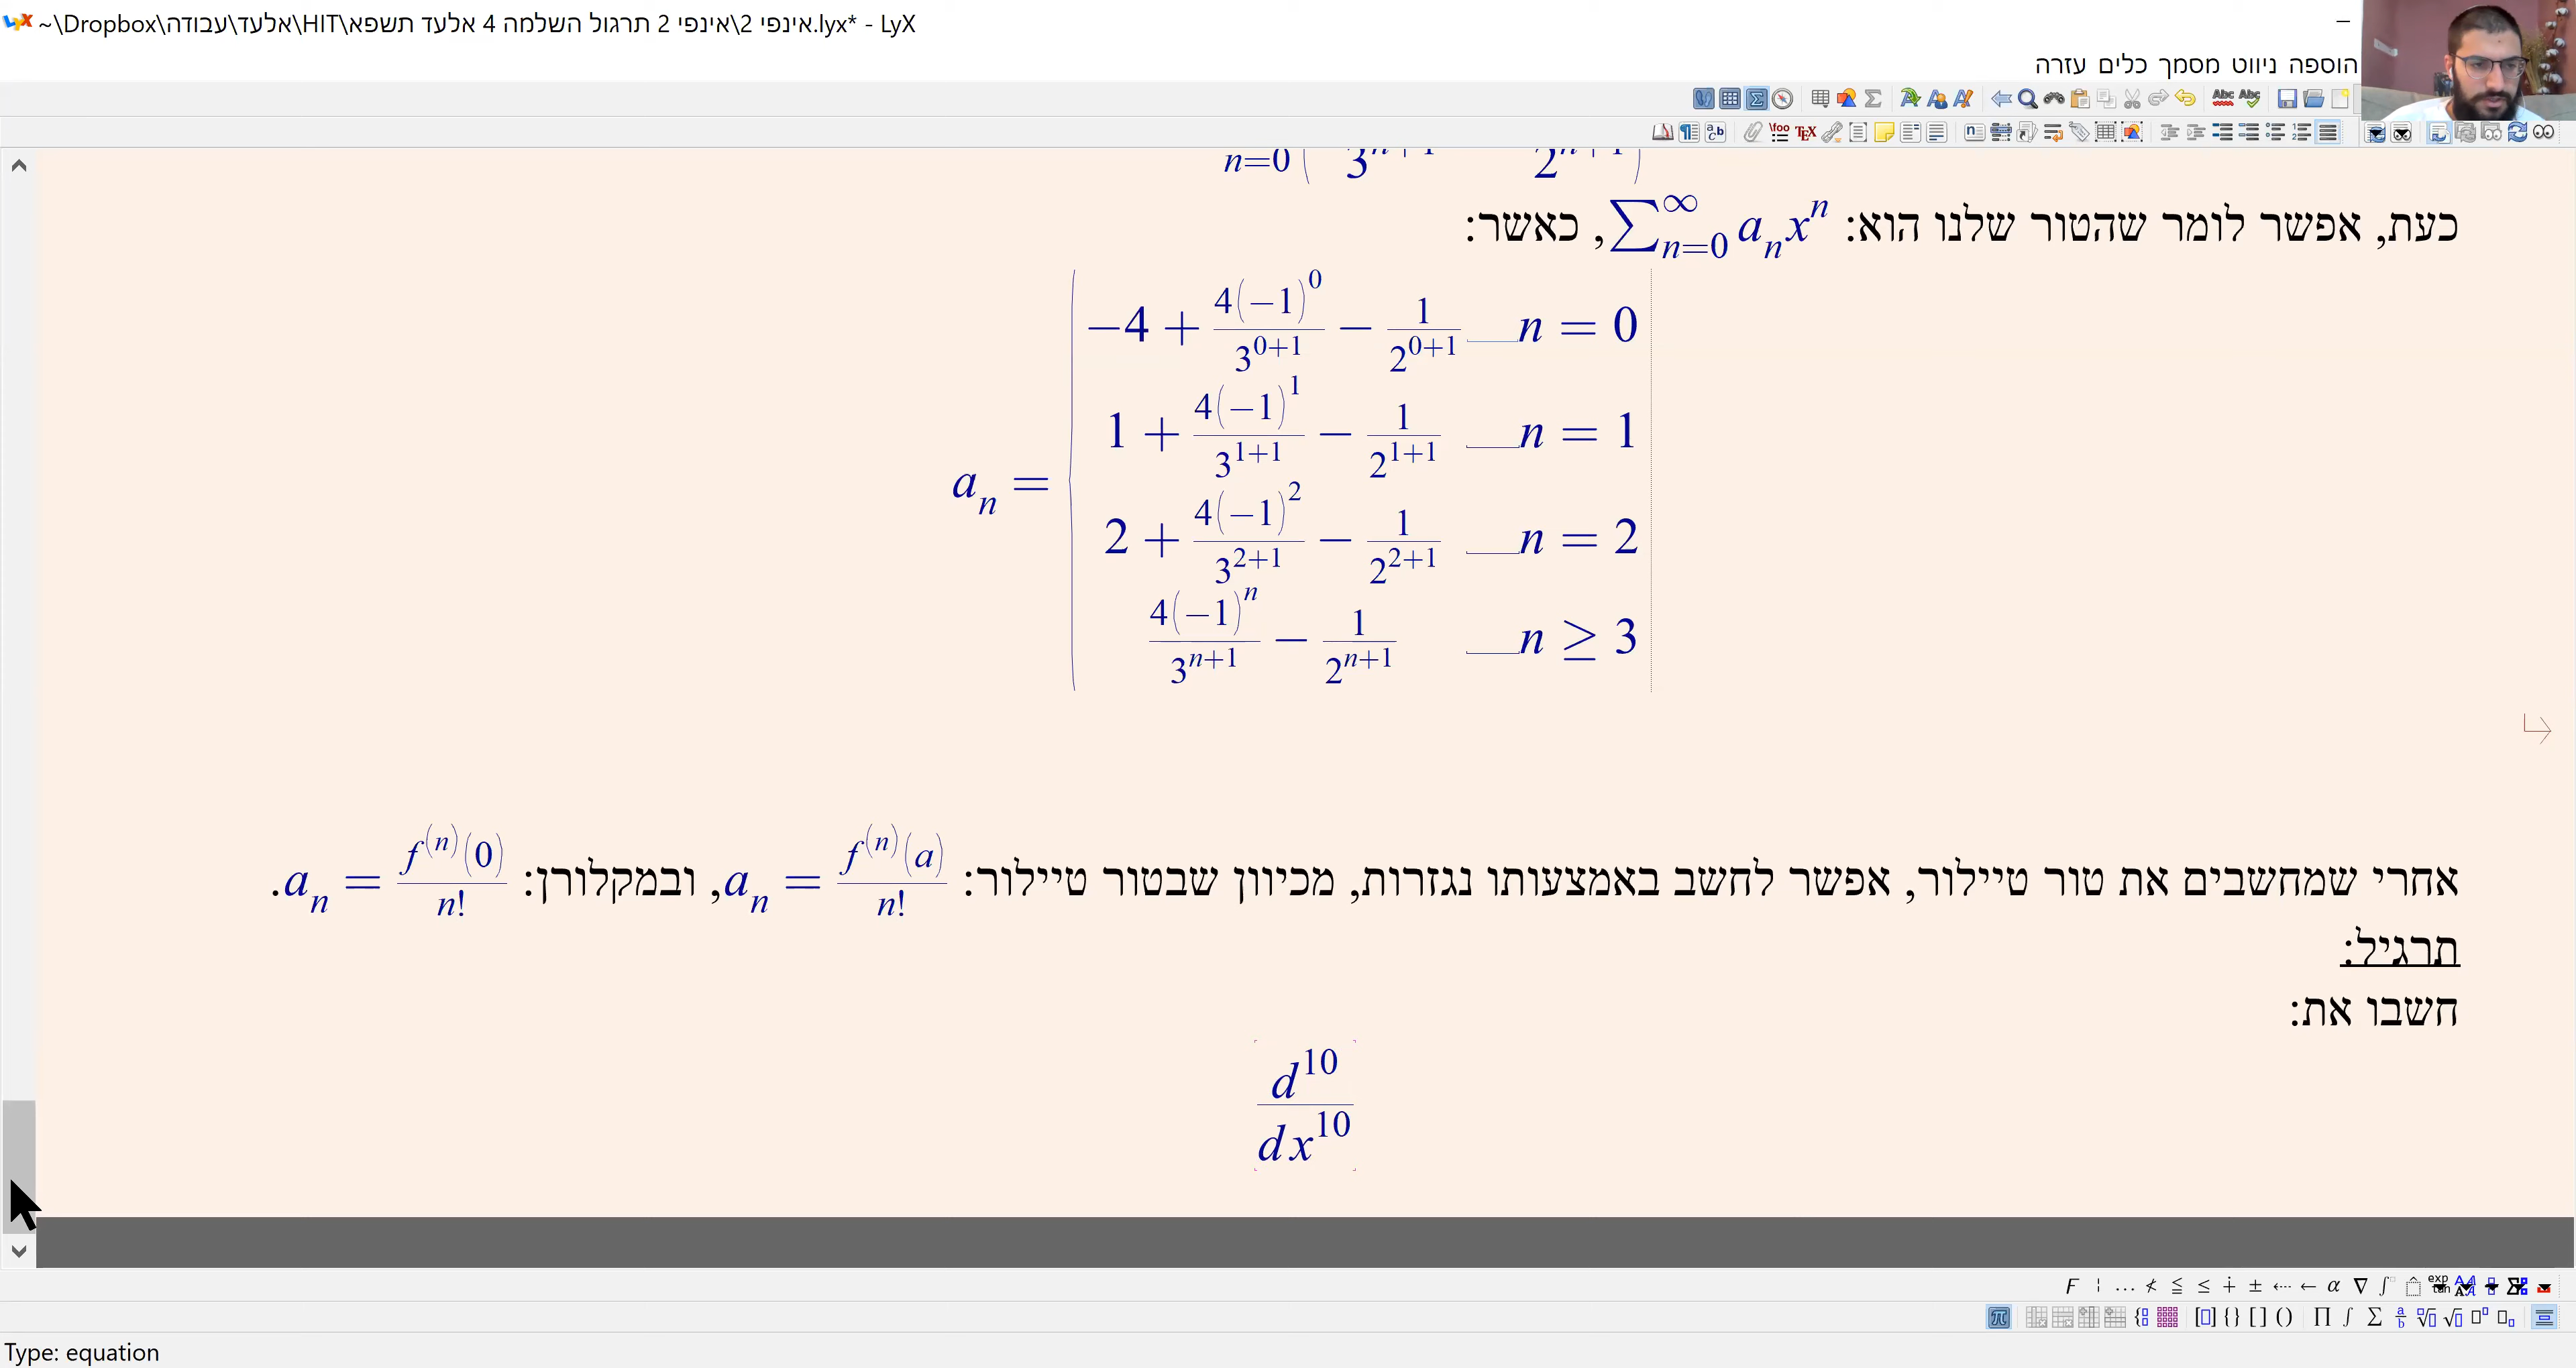 ~\Dropbox\אלעד\עבודה\HIT\אינפי 2\אינפי 2 תרגול השלמה 4 אלעד תשפא.lyx* - LyX
הוספה ניווט מסמך כלים עזרה
n=0 3^{n+1} 2^{n+1}
כעת, אפשר לומר שהטור שלנו הוא: \sum_{n=0}^{\infty} a_n x^n, כאשר:
a_n = {
-4 + \frac{4(-1)^0}{3^{0+1}} - \frac{1}{2^{0+1}} n = 0
1 + \frac{4(-1)^1}{3^{1+1}} - \frac{1}{2^{1+1}} n = 1
2 + \frac{4(-1)^2}{3^{2+1}} - \frac{1}{2^{2+1}} n = 2
\frac{4(-1)^n}{3^{n+1}} - \frac{1}{2^{n+1}} n ≥ 3
אחרי שמחשבים את טור טיילור, אפשר לחשב באמצעותו נגזרות, מכיוון שבטור טיילור: a_n = \frac{f^{(n)}(a)}{n!}, ובמקלורן: a_n = \frac{f^{(n)}(0)}{n!}.
תרגיל:
חשבו את:
\frac{d^{10}}{dx^{10}}
Type: equation